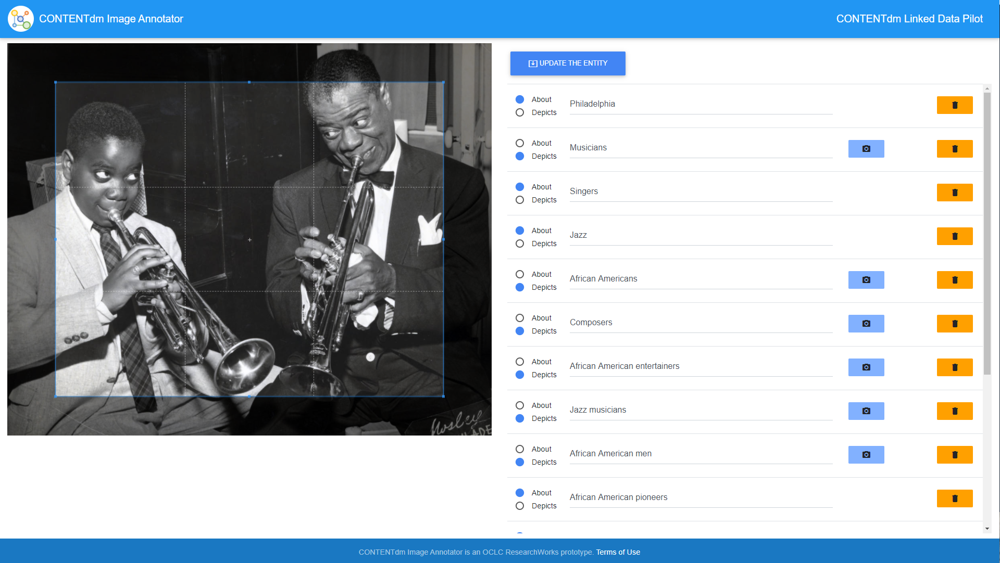 CONTENTdm Image Annotator
CONTENTdm Linked Data Pilot
UPDATE THE ENTITY
About
Depicts
Philadelphia
About
Depicts
Musicians
About
Depicts
Singers
About
Depicts
Jazz
About
Depicts
African Americans
About
Depicts
Composers
About
Depicts
African American entertainers
About
Depicts
Jazz musicians
About
Depicts
African American men
About
Depicts
African American pioneers
Mosley
CONTENTdm Image Annotator is an OCLC ResearchWorks prototype. Terms of Use